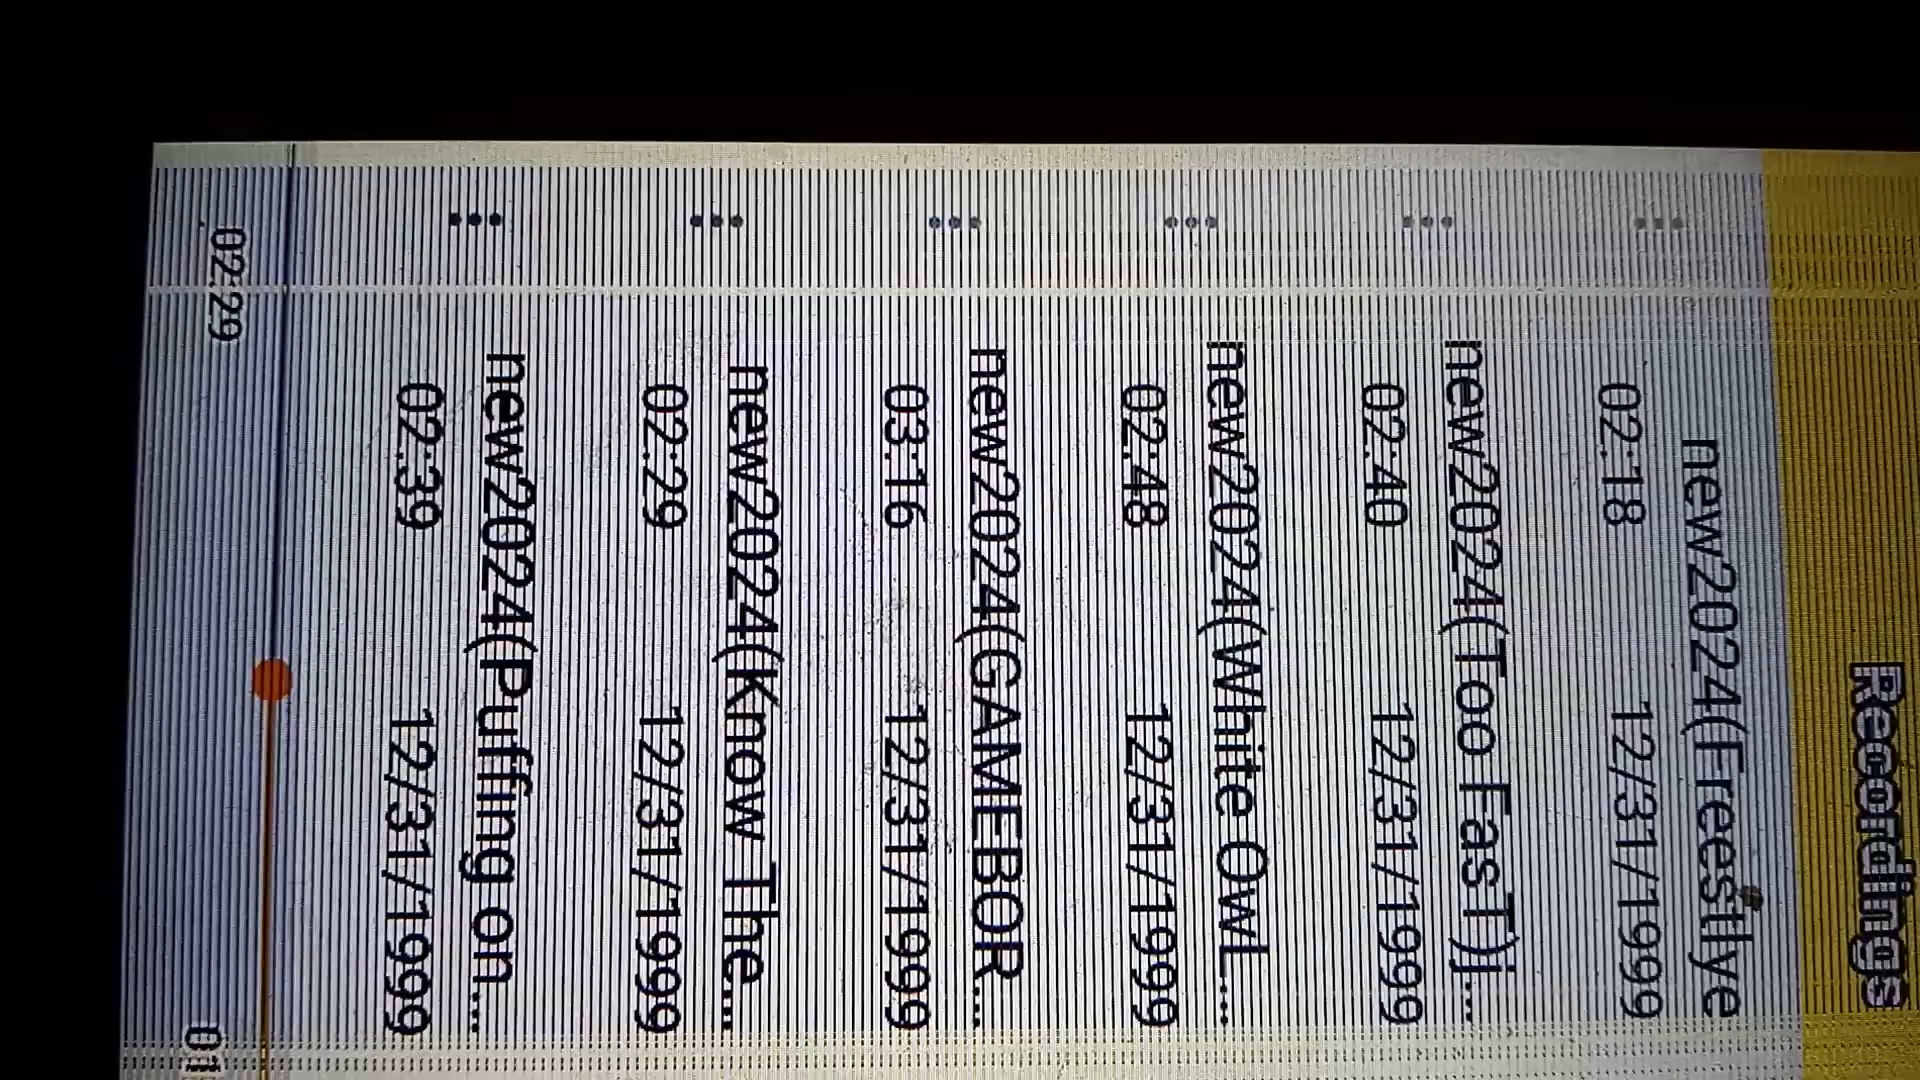 Recordings
new2024(Freestlye
02:18 12/31/1999
new2024(Too FasT)j...
02:40 12/31/1999
new2024(White OwL...
02:48 12/31/1999
new2024(GAMEBOR...
03:16 12/31/1999
new2024(Know The...
02:29 12/31/1999
new2024(Puffing on...
02:39 12/31/1999
02:29